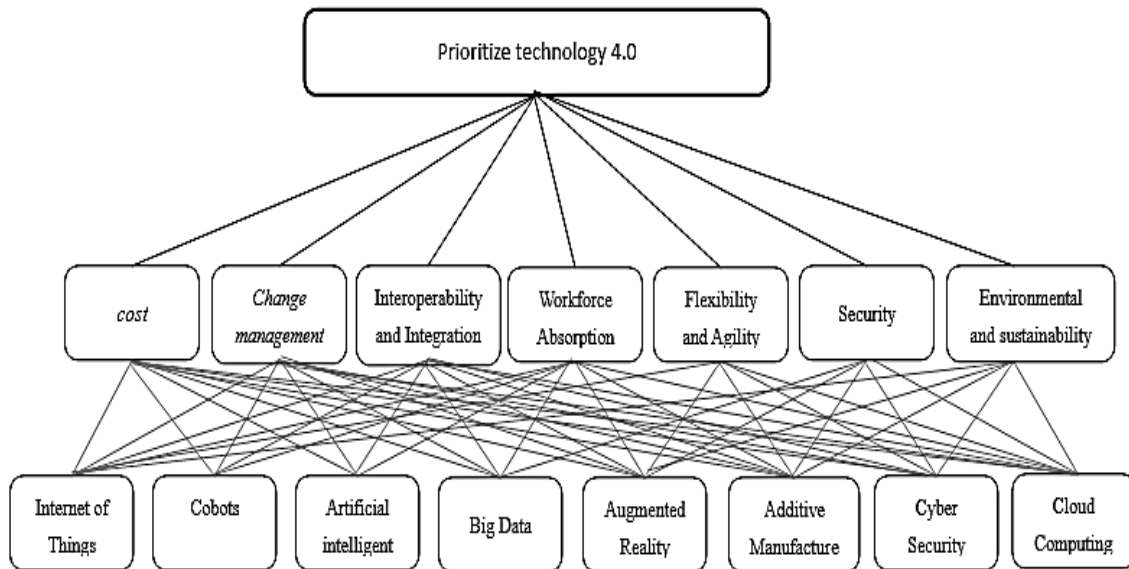 Prioritize technology 4.0
cost
Change
management
Interoperability
and Integration
Workforce
Absorption
Flexibility
and Agility
Security
Environmental
and sustainability
Internet of
Things
Cobots
Artificial
intelligent
Big Data
Augmented
Reality
Additive
Manufacture
Cyber
Security
Cloud
Computing